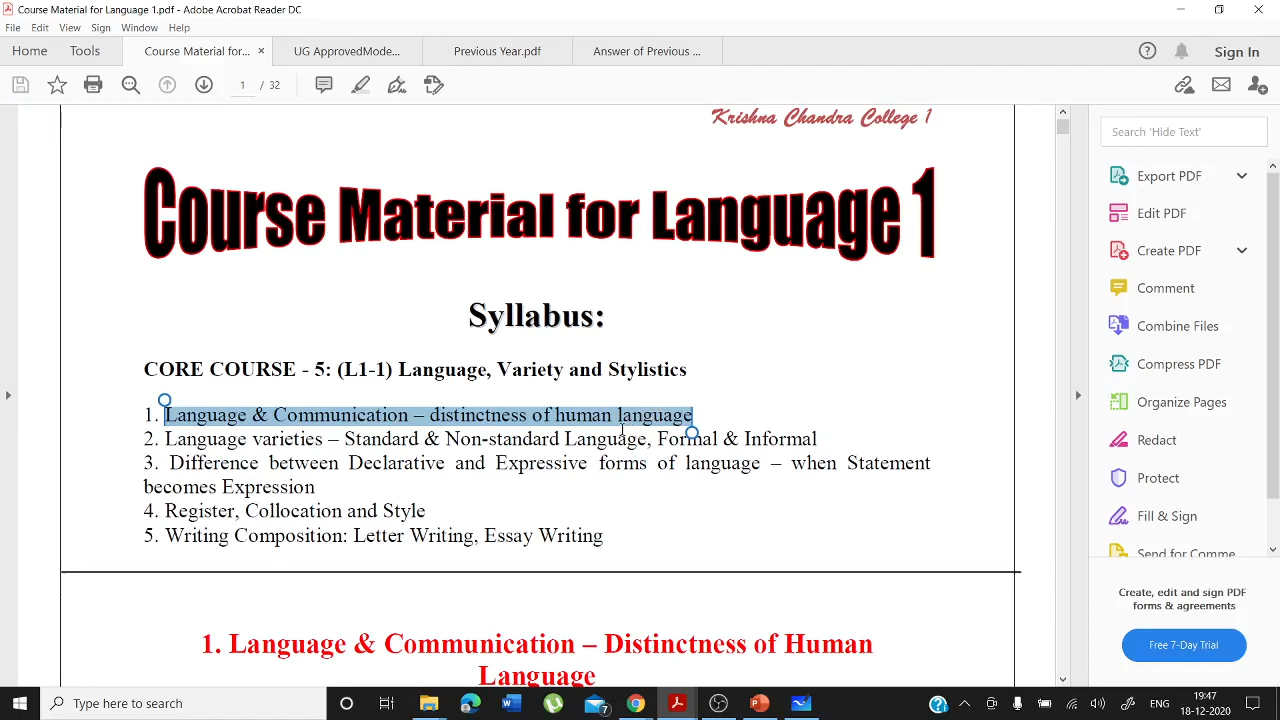 Course Material for Language 1.pdf - Adobe Acrobat Reader DC
File Edit View Sign Window Help
Home Tools Course Material for... × UG ApprovedMode... Previous Year.pdf Answer of Previous ... Sign In
1 / 32
Krishna Chandra College 1
Search 'Hide Text'
Course Material for Language 1
Export PDF
Edit PDF
Create PDF
Comment
Combine Files
Compress PDF
Organize Pages
Redact
Protect
Fill & Sign
Send for Comme
Syllabus:
CORE COURSE - 5: (L1-1) Language, Variety and Stylistics
1. Language & Communication – distinctness of human language
2. Language varieties – Standard & Non-standard Language, Formal & Informal
3. Difference between Declarative and Expressive forms of language – when Statement
becomes Expression
4. Register, Collocation and Style
5. Writing Composition: Letter Writing, Essay Writing
1. Language & Communication – Distinctness of Human
Language
Create, edit and sign PDF
forms & agreements
Free 7-Day Trial
Type here to search
7
ENG
19:47
18-12-2020